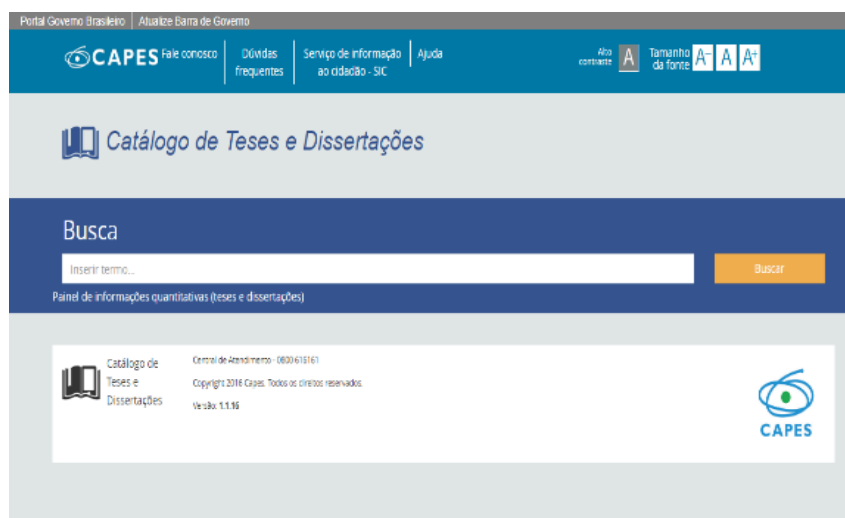 Portal Governo Brasileiro | Atualize Barra de Governo
CAPES Fale conosco
Dúvidas
frequentes
Serviço de informação
ao cidadão - SIC
Ajuda
Alto
contraste
A
Tamanho
da fonte
A- A A+
Catálogo de Teses e Dissertações
Busca
Inserir termo...
Buscar
Painel de informações quantitativas (teses e dissertações)
Catálogo de
Teses e
Dissertações
Central de Atendimento - 0800 616161
Copyright 2016 Capes. Todos os direitos reservados.
Versão: 1.1.16
CAPES